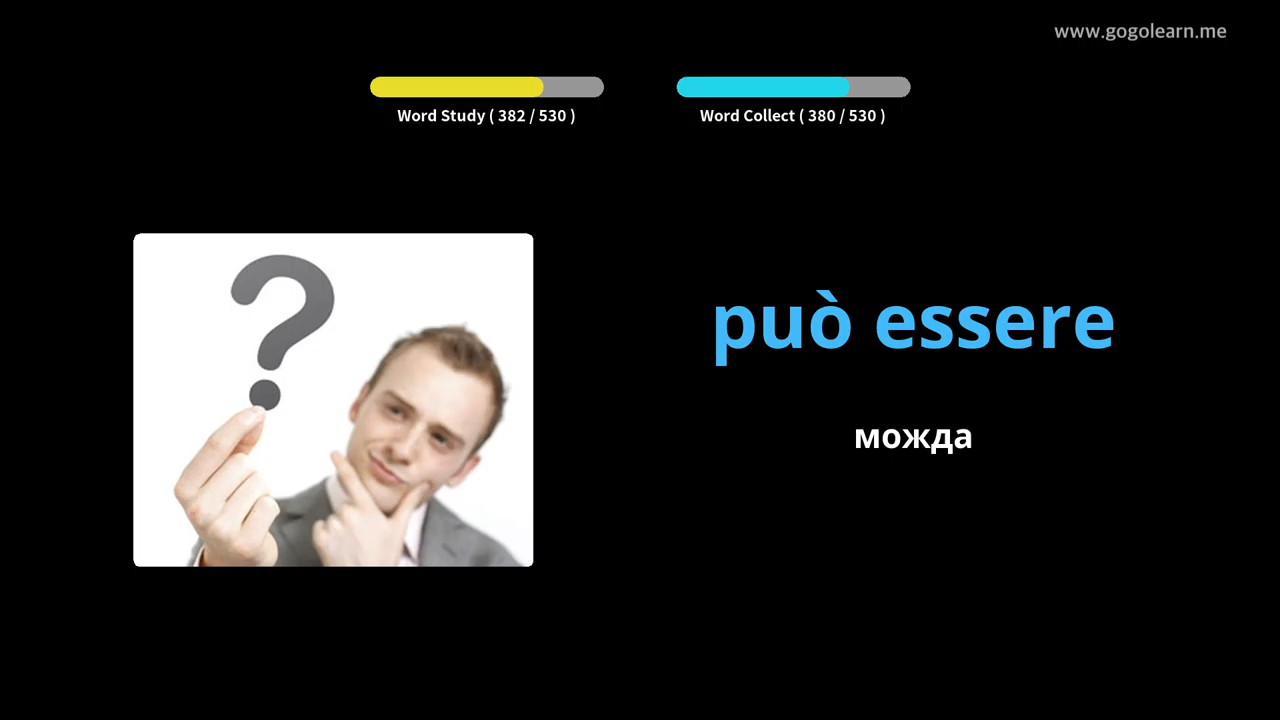 www.gogolearn.me
Word Study ( 382 / 530 )
Word Collect ( 380 / 530 )
può essere
можда